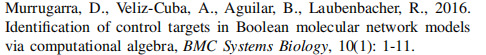 Murrugarra, D., Veliz-Cuba, A., Aguilar, B., Laubenbacher, R., 2016.
Identification of control targets in Boolean molecular network models
via computational algebra, BMC Systems Biology, 10(1): 1-11.